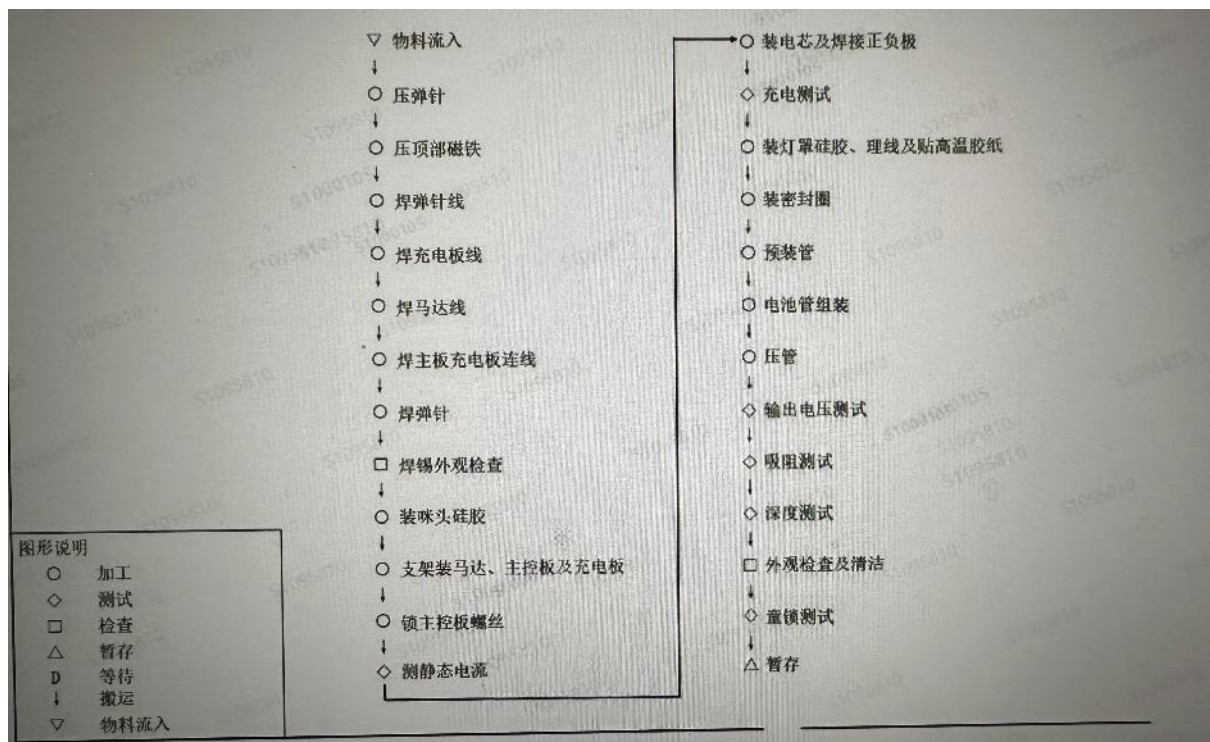 ▽ 物料流入
↓
○ 压弹针
↓
○ 压顶部磁铁
↓
○ 焊弹针线
↓
○ 焊充电板线
↓
○ 焊马达线
↓
○ 焊主板充电板连线
↓
○ 焊弹针
↓
□ 焊锡外观检查
↓
○ 装咪头硅胶
↓
○ 支架装马达、主控板及充电板
↓
○ 锁主控板螺丝
↓
◇ 测静态电流
○ 装电芯及焊接正负极
↓
◇ 充电测试
↓
○ 装灯罩硅胶、理线及贴高温胶纸
↓
○ 装密封圈
↓
○ 预装管
↓
○ 电池管组装
↓
○ 压管
↓
◇ 输出电压测试
↓
◇ 吸阻测试
↓
◇ 深度测试
↓
□ 外观检查及清洁
↓
◇ 童锁测试
↓
△ 暂存
图形说明
○ 加工
◇ 测试
□ 检查
△ 暂存
D 等待
↓ 搬运
▽ 物料流入